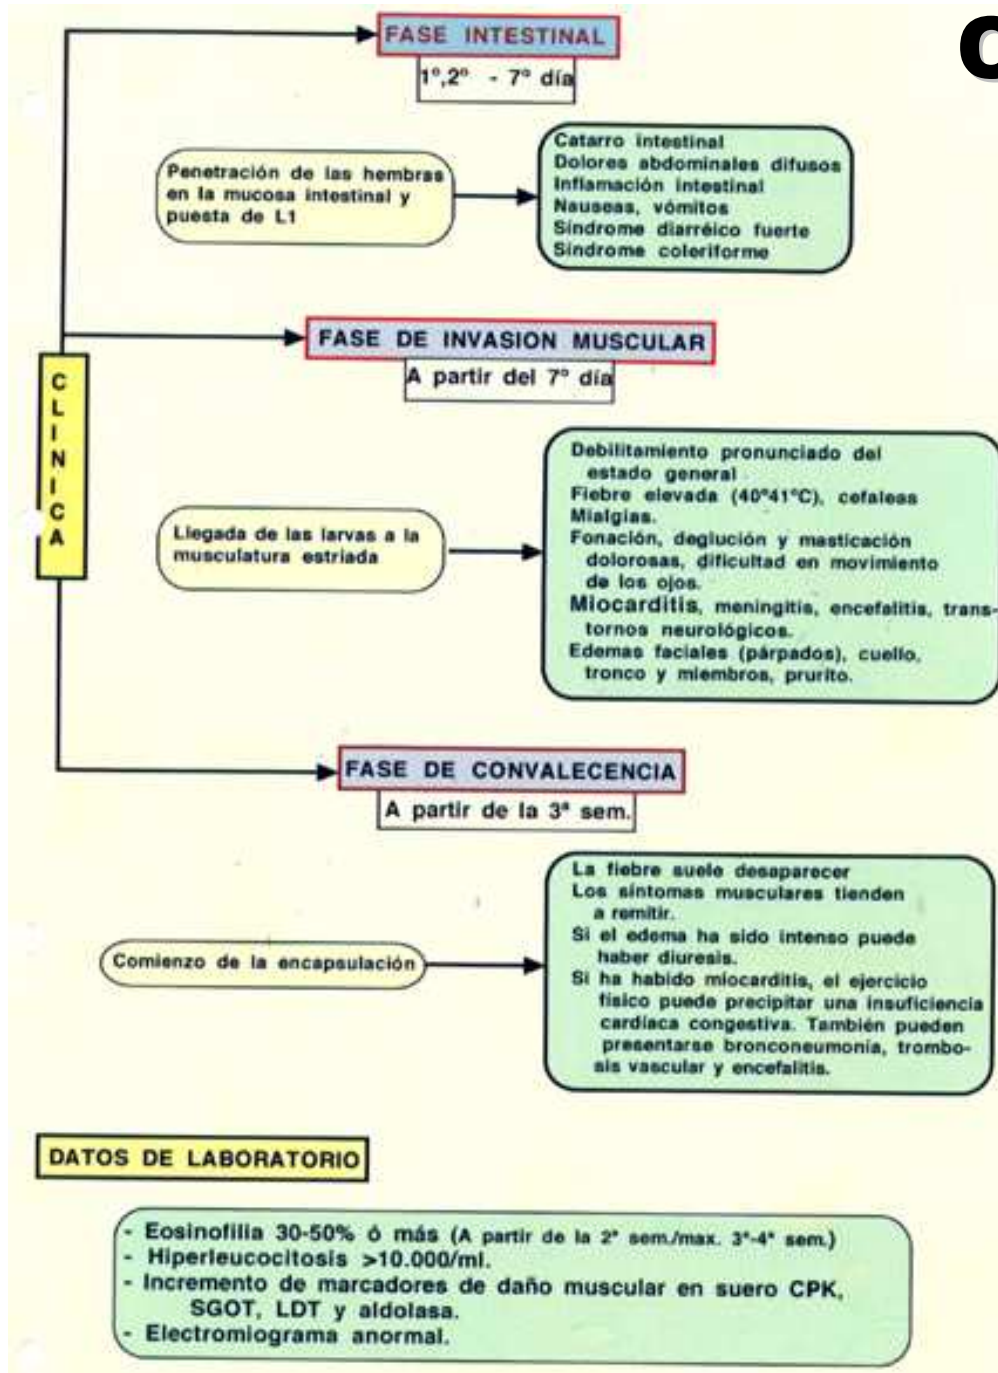 C
FASE INTESTINAL
1º,2º - 7º día
Penetración de las hembras
en la mucosa intestinal y
puesta de L1
Catarro intestinal
Dolores abdominales difusos
Inflamación intestinal
Nauseas, vómitos
Síndrome diarréico fuerte
Síndrome coleriforme
FASE DE INVASION MUSCULAR
A partir del 7º día
CLINICA
Llegada de las larvas a la
musculatura estriada
Debilitamiento pronunciado del
estado general
Fiebre elevada (40º41ºC), cefaleas
Mialgias.
Fonación, deglución y masticación
dolorosas, dificultad en movimiento
de los ojos.
Miocarditis, meningitis, encefalitis, trans-
tornos neurológicos.
Edemas faciales (párpados), cuello,
tronco y miembros, prurito.
FASE DE CONVALECENCIA
A partir de la 3ª sem.
Comienzo de la encapsulación
La fiebre suele desaparecer
Los síntomas musculares tienden
a remitir.
Si el edema ha sido intenso puede
haber diuresis.
Si ha habido miocarditis, el ejercicio
físico puede precipitar una insuficiencia
cardíaca congestiva. También pueden
presentarse bronconeumonía, trombo-
sis vascular y encefalitis.
DATOS DE LABORATORIO
- Eosinofilia 30-50% ó más (A partir de la 2ª sem./max. 3ª-4ª sem.)
- Hiperleucocitosis >10.000/ml.
- Incremento de marcadores de daño muscular en suero CPK,
SGOT, LDT y aldolasa.
- Electromiograma anormal.